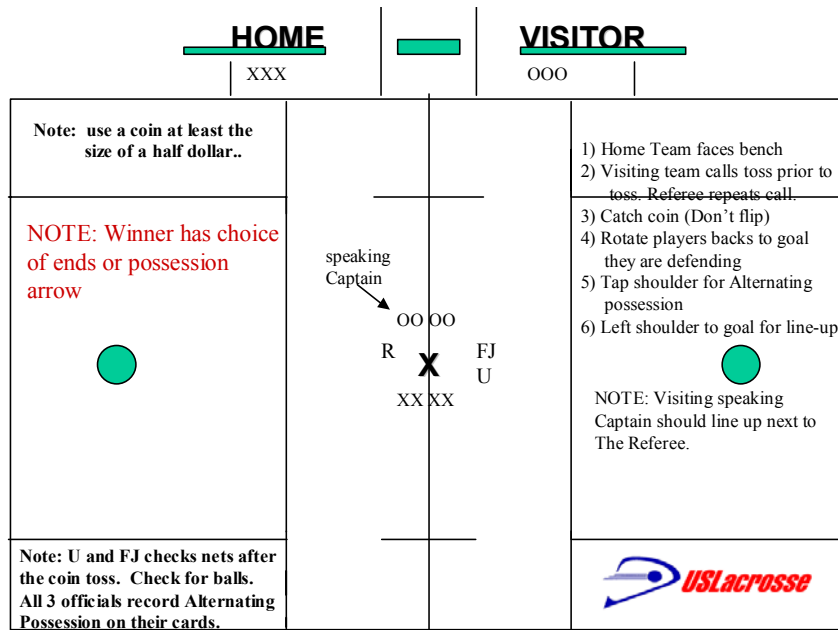 HOME
VISITOR
XXX
OOO
Note: use a coin at least the
size of a half dollar..
1) Home Team faces bench
2) Visiting team calls toss prior to
toss. Referee repeats call.
3) Catch coin (Don't flip)
4) Rotate players backs to goal
they are defending
5) Tap shoulder for Alternating
possession
6) Left shoulder to goal for line-up
NOTE: Winner has choice
of ends or possession
arrow
speaking
Captain
OO OO
R
X
FJ
U
XX XX
NOTE: Visiting speaking
Captain should line up next to
The Referee.
Note: U and FJ checks nets after
the coin toss. Check for balls.
All 3 officials record Alternating
Possession on their cards.
USLacrosse